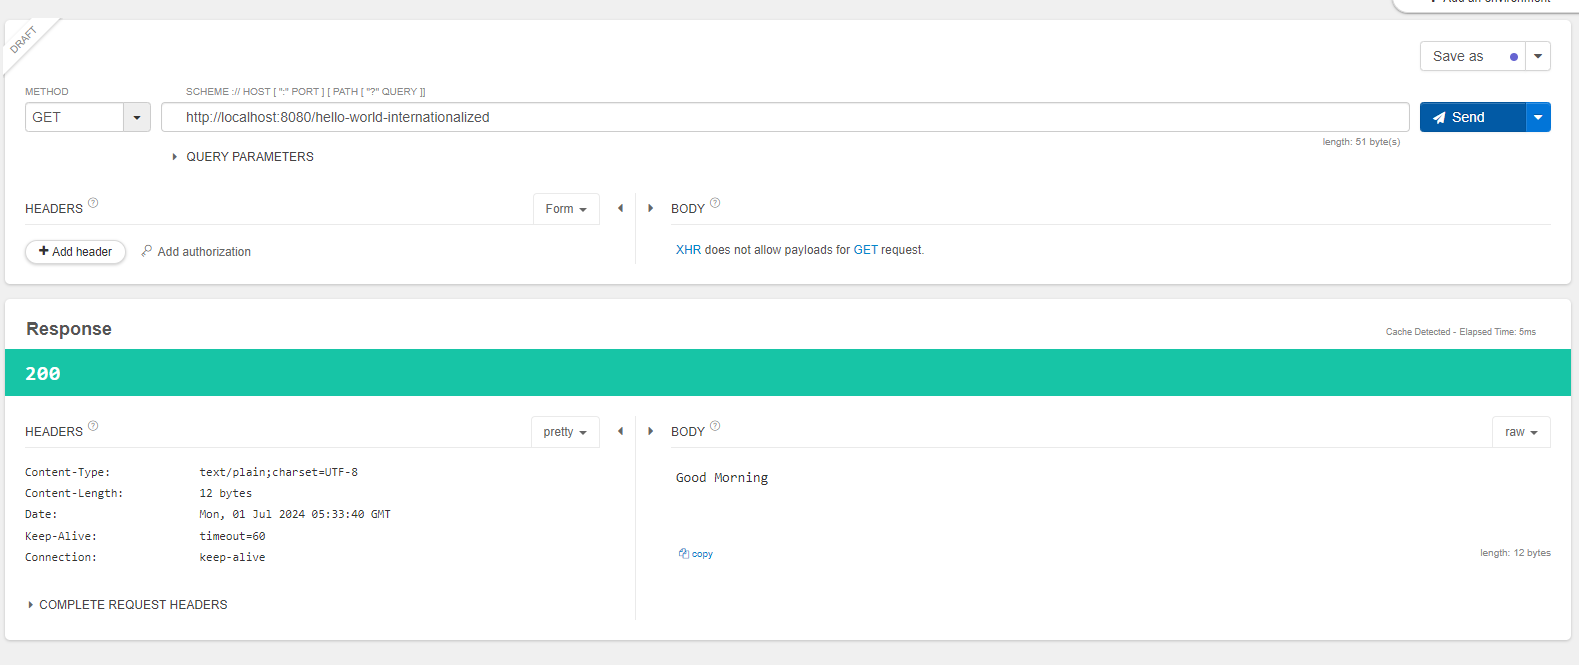 Add an environment
DRAFT
Save as
METHOD
SCHEME :// HOST [ ":" PORT ] [ PATH [ "?" QUERY ]]
GET
http://localhost:8080/hello-world-internationalized
Send
length: 51 byte(s)
QUERY PARAMETERS
HEADERS ?
Form
BODY ?
+ Add header
Add authorization
XHR does not allow payloads for GET request.
Response
Cache Detected - Elapsed Time: 5ms
200
HEADERS ?
pretty
BODY ?
raw
Content-Type: text/plain;charset=UTF-8
Content-Length: 12 bytes
Date: Mon, 01 Jul 2024 05:33:40 GMT
Keep-Alive: timeout=60
Connection: keep-alive
Good Morning
copy
length: 12 bytes
COMPLETE REQUEST HEADERS